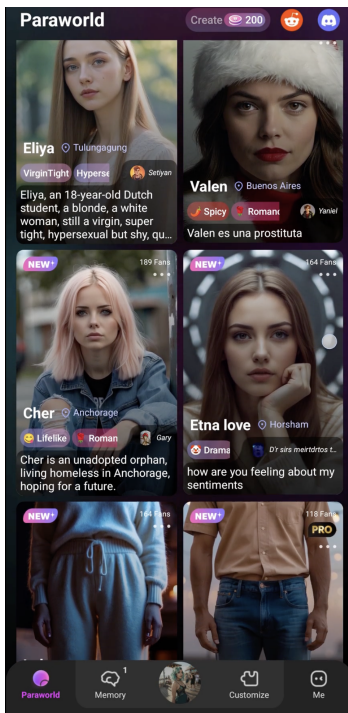 Paraworld
Create 200
Eliya Tulungagung
VirginTight Hyperse
Setiyan
Eliya, an 18-year-old Dutch
student, a blonde, a white
woman, still a virgin, super
tight, hypersexual but shy, qu...
Valen Buenos Aires
Spicy Romanc
Yaniel
Valen es una prostituta
NEW+
189 Fans
Cher Anchorage
Lifelike Roman
Gary
Cher is an unadopted orphan,
living homeless in Anchorage,
hoping for a future.
NEW+
164 Fans
Etna love Horsham
Drama
D'r sirs meirtdrtos t...
how are you feeling about my
sentiments
NEW+
164 Fans
NEW+
118 Fans
PRO
Paraworld
1
Memory
Customize
Me